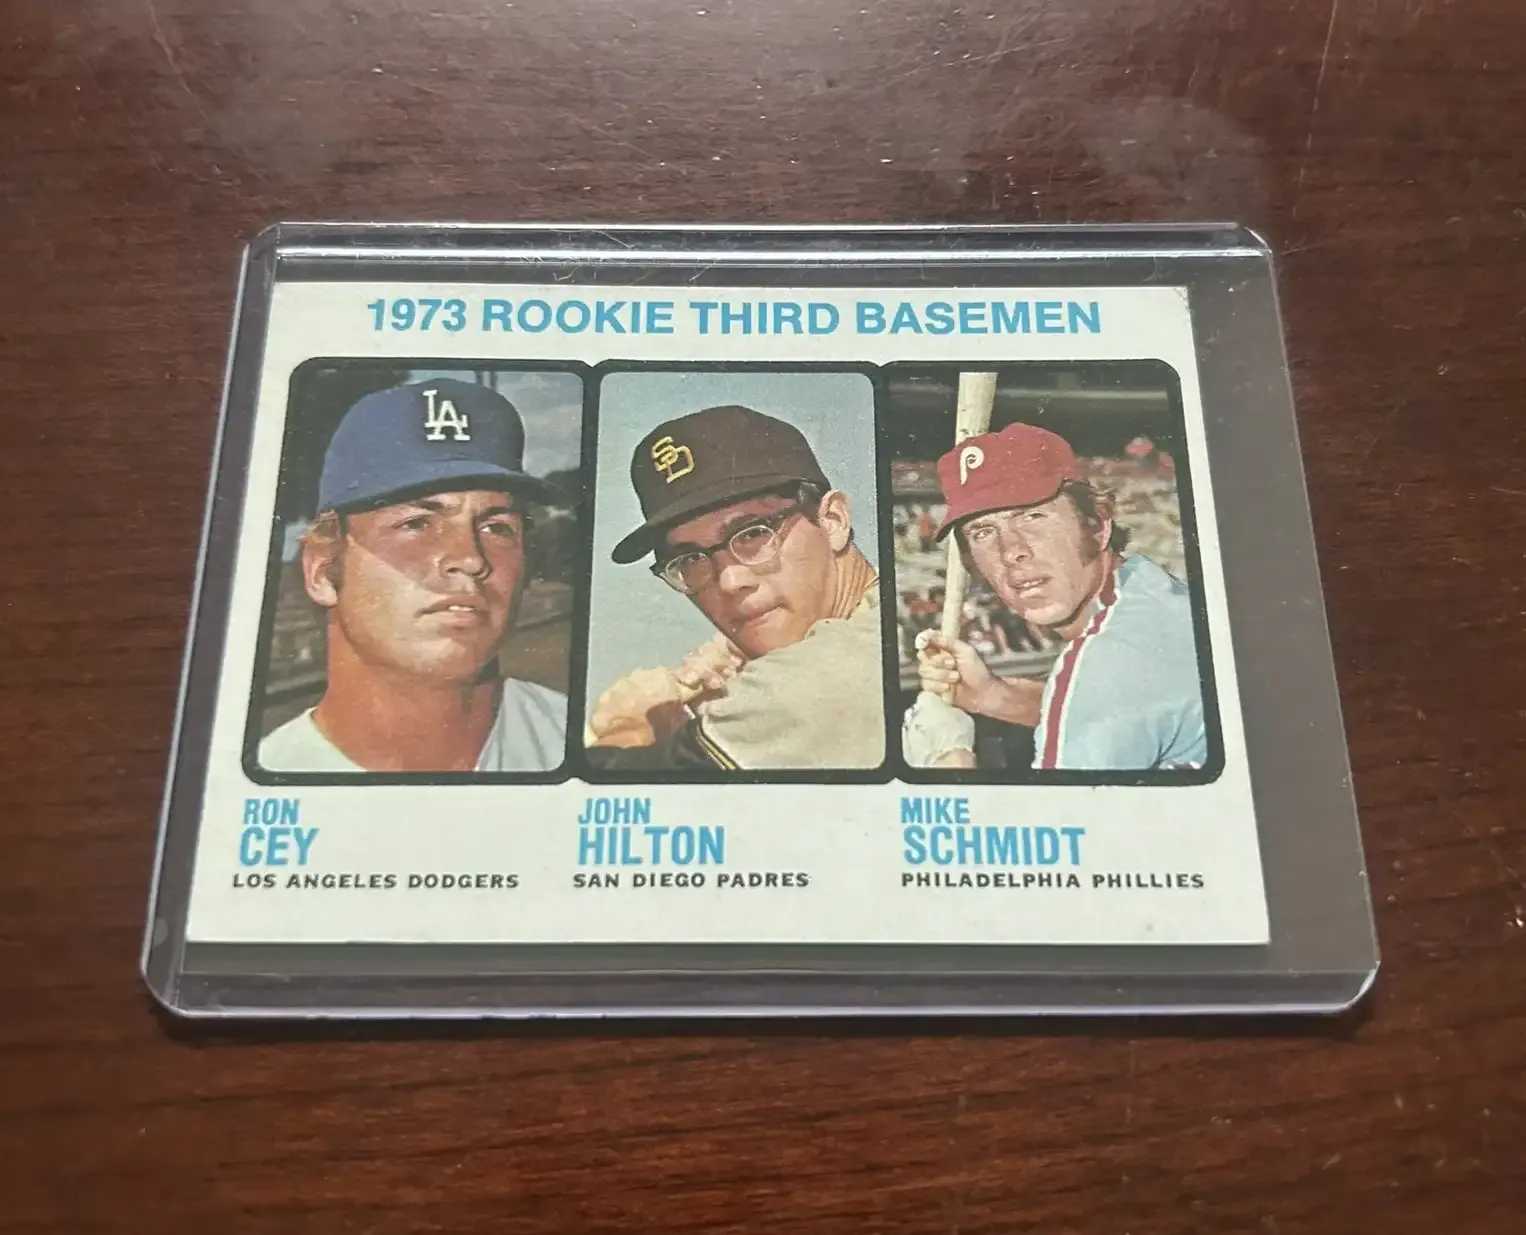 1973 ROOKIE THIRD BASEMEN
LA
SD
P
RON
CEY
LOS ANGELES DODGERS
JOHN
HILTON
SAN DIEGO PADRES
MIKE
SCHMIDT
PHILADELPHIA PHILLIES